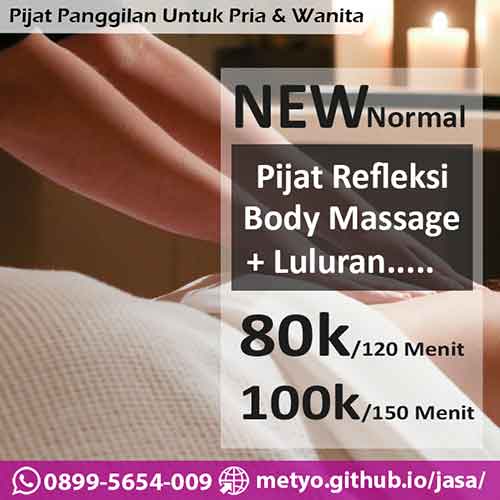 Pijat Panggilan Untuk Pria & Wanita
NEW Normal
Pijat Refleksi
Body Massage
+ Luluran.....
80k/120 Menit
100k/150 Menit
0899-5654-009 metyo.github.io/jasa/